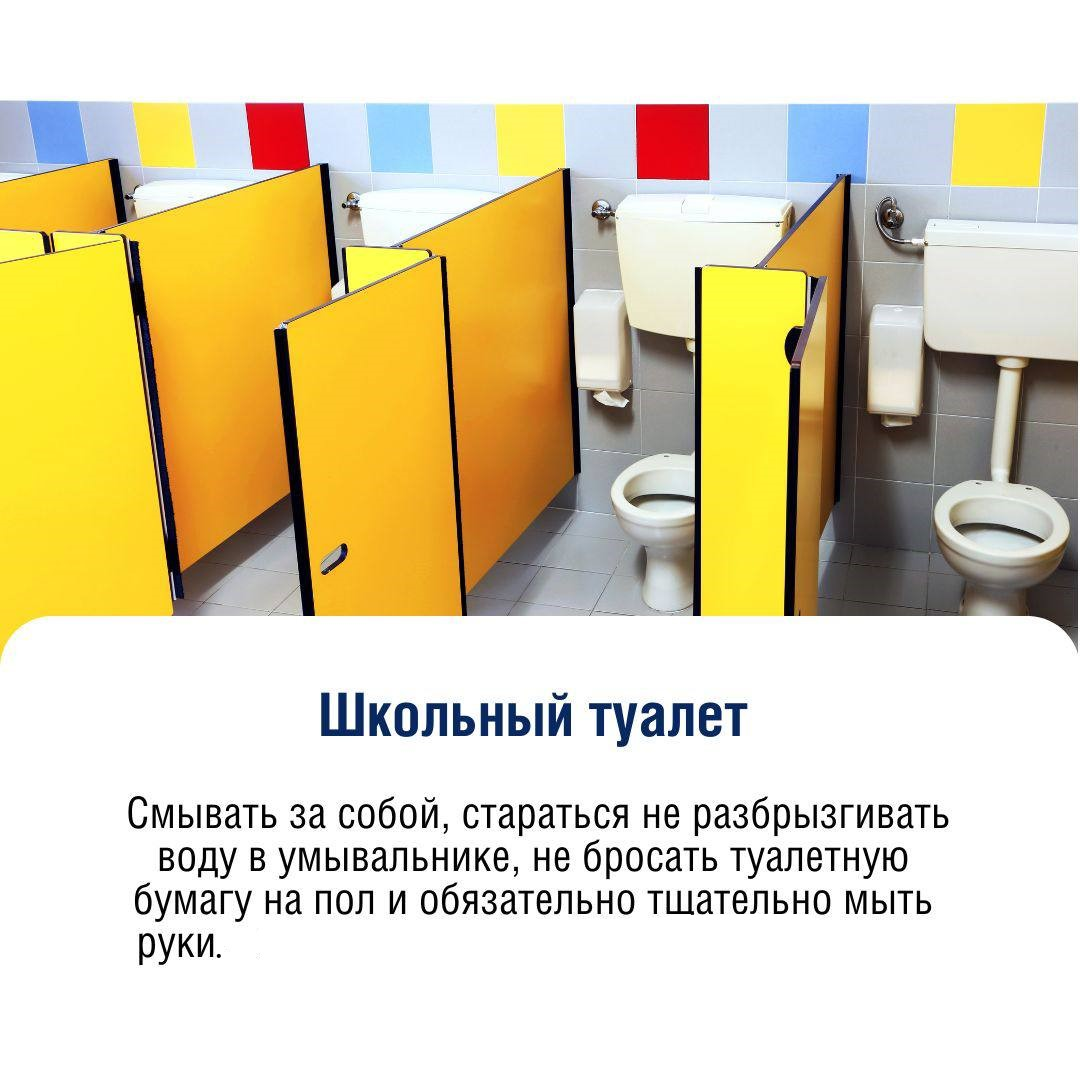 Школьный туалет
Смывать за собой, стараться не разбрызгивать
воду в умывальнике, не бросать туалетную
бумагу на пол и обязательно тщательно мыть
руки.